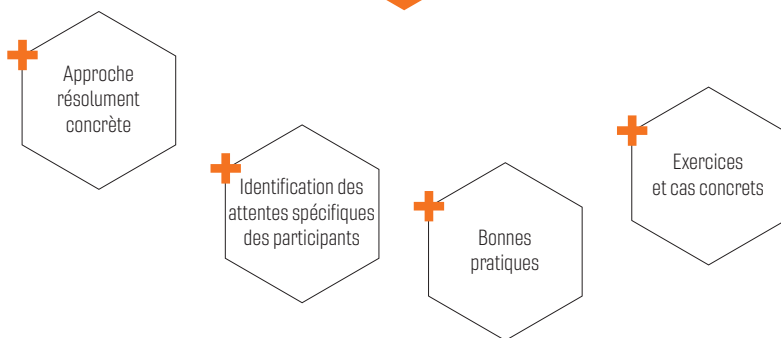 Approche
résolument
concrète
Identification des
attentes spécifiques
des participants
Bonnes
pratiques
Exercices
et cas concrets